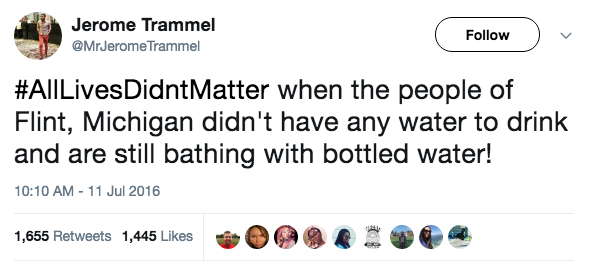 Jerome Trammel
@MrJeromeTrammel
Follow
#AllLivesDidntMatter when the people of
Flint, Michigan didn't have any water to drink
and are still bathing with bottled water!
10:10 AM - 11 Jul 2016
1,655 Retweets 1,445 Likes